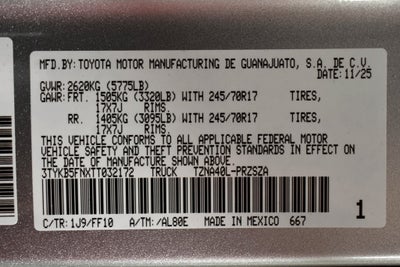 MFD.BY: TOYOTA MOTOR MANUFACTURING DE GUANAJUATO, S.A. DE C.V.
DATE: 11/25
GVWR: 2620KG (5775LB)
GAWR: FRT. 1505KG (3320LB) WITH 245/70R17 TIRES,
17X7J RIMS.
RR. 1405KG (3095LB) WITH 245/70R17 TIRES,
17X7J RIMS.
THIS VEHICLE CONFORMS TO ALL APPLICABLE FEDERAL MOTOR
VEHICLE SAFETY AND THEFT PREVENTION STANDARDS IN EFFECT ON
THE DATE OF MANUFACTURE SHOWN ABOVE.
3TYKB5FNXTT032172 TRUCK TZNA40L-PRZSZA
C/TR: 1J9/FF10 A/TM: /AL80E MADE IN MEXICO 667
1